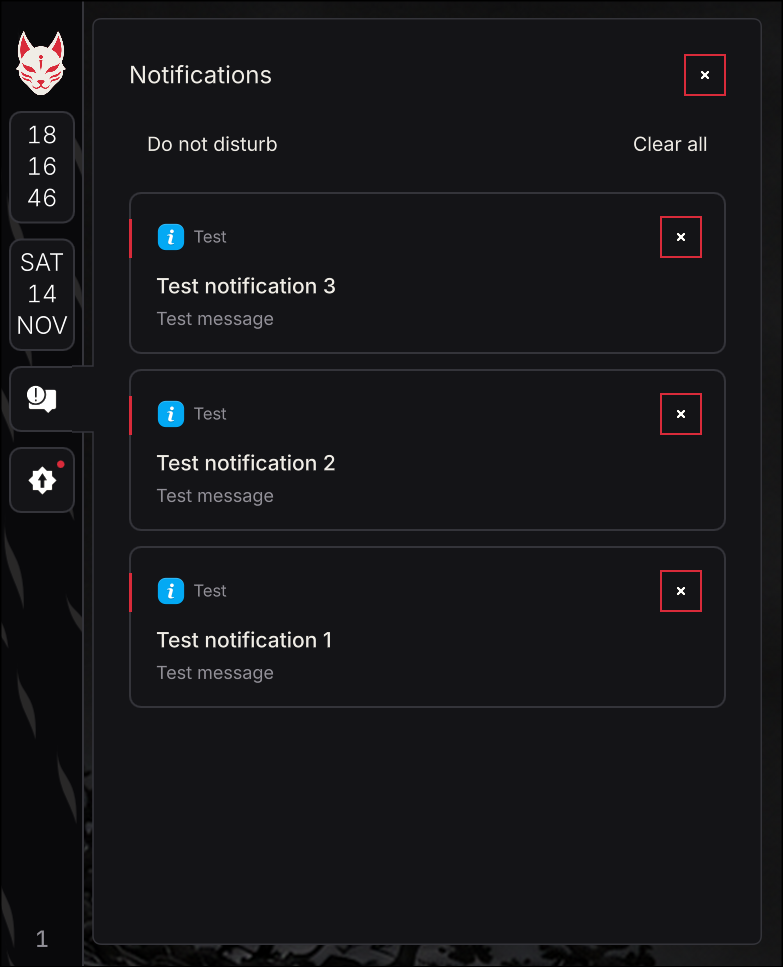 18
16
46
SAT
14
NOV
1
Notifications
Do not disturb
Clear all
Test
Test notification 3
Test message
Test
Test notification 2
Test message
Test
Test notification 1
Test message